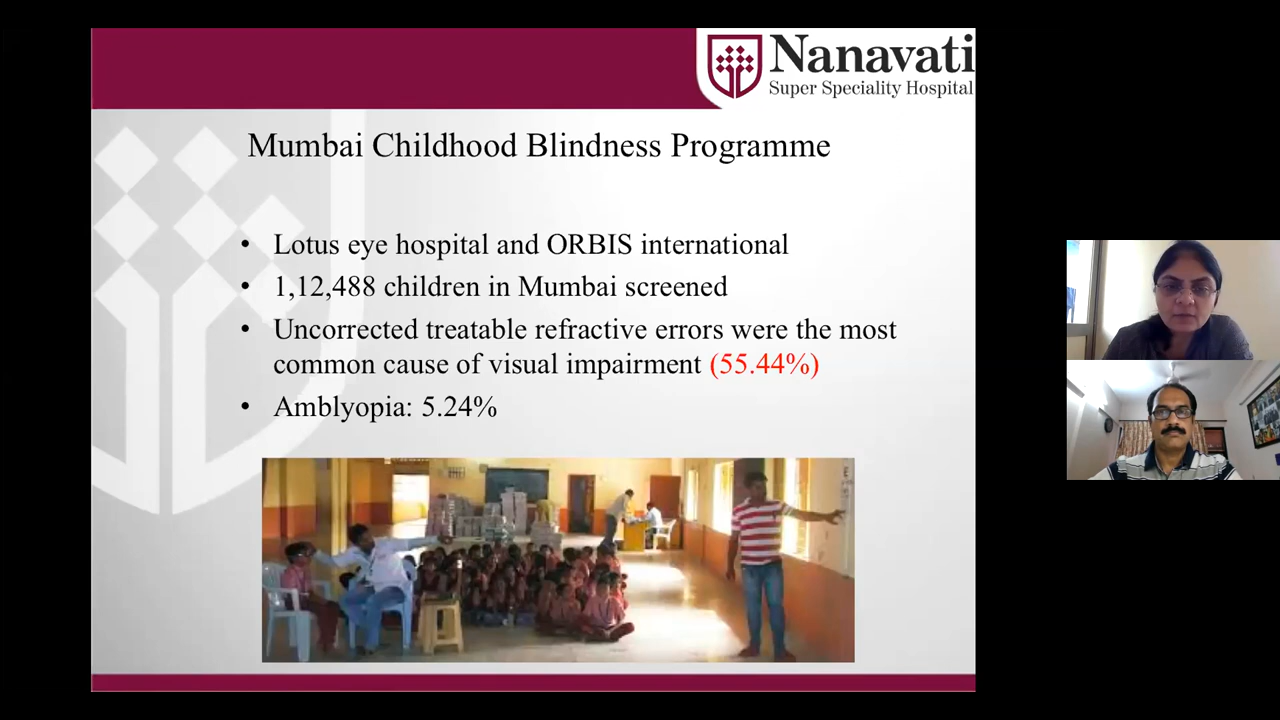 Nanavati
Super Speciality Hospital
Mumbai Childhood Blindness Programme
• Lotus eye hospital and ORBIS international
• 1,12,488 children in Mumbai screened
• Uncorrected treatable refractive errors were the most
common cause of visual impairment (55.44%)
• Amblyopia: 5.24%